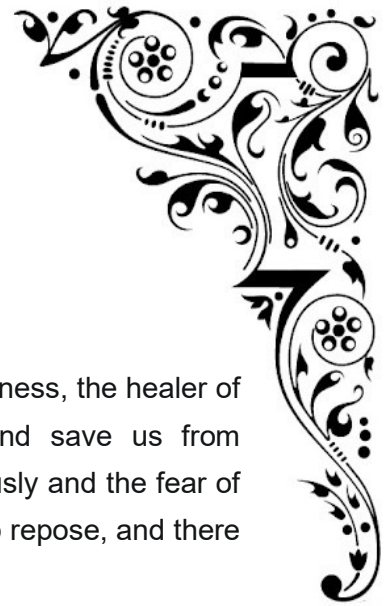 ness, the healer of
nd save us from
usly and the fear of
repose, and there